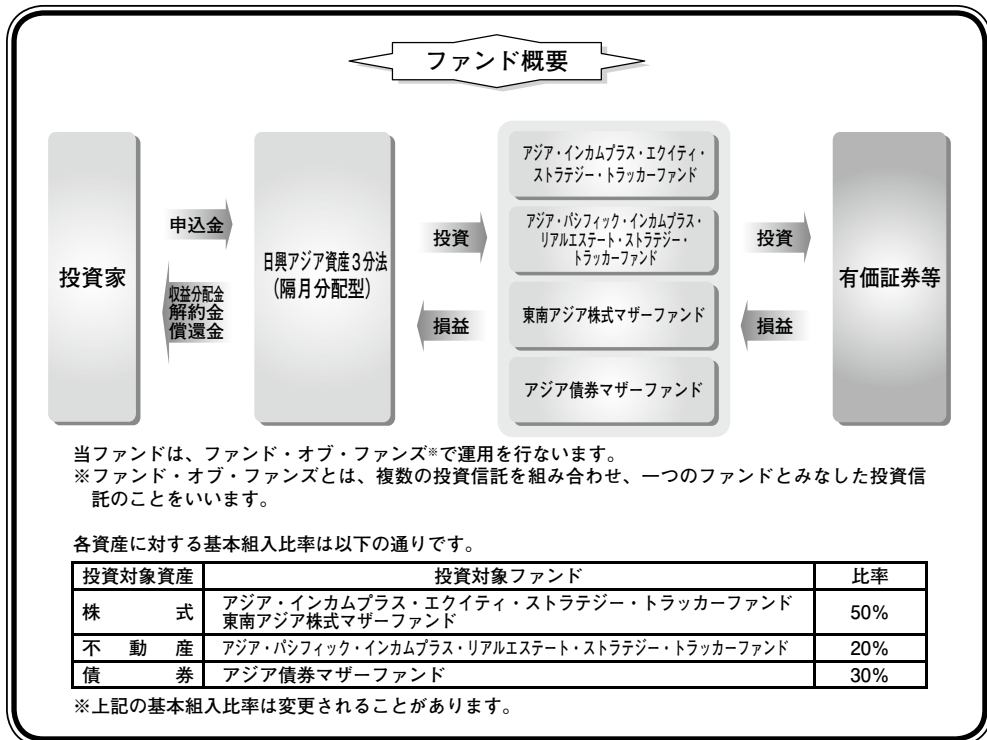 ファンド概要
投資家
申込金
収益分配金
解約金
償還金
日興アジア資産3分法
(隔月分配型)
投資
損益
アジア・インカムプラス・エクイティ・
ストラテジー・トラッカーファンド
アジア・パシフィック・インカムプラス・
リアルエステート・ストラテジー・
トラッカーファンド
東南アジア株式マザーファンド
アジア債券マザーファンド
投資
損益
有価証券等
当ファンドは、ファンド・オブ・ファンズ※で運用を行ないます。
※ファンド・オブ・ファンズとは、複数の投資信託を組み合わせ、一つのファンドとみなした投資信
託のことをいいます。
各資産に対する基本組入比率は以下の通りです。
投資対象資産 投資対象ファンド 比率
株式 アジア・インカムプラス・エクイティ・ストラテジー・トラッカーファンド
東南アジア株式マザーファンド 50%
不動産 アジア・パシフィック・インカムプラス・リアルエステート・ストラテジー・トラッカーファンド 20%
債券 アジア債券マザーファンド 30%
※上記の基本組入比率は変更されることがあります。